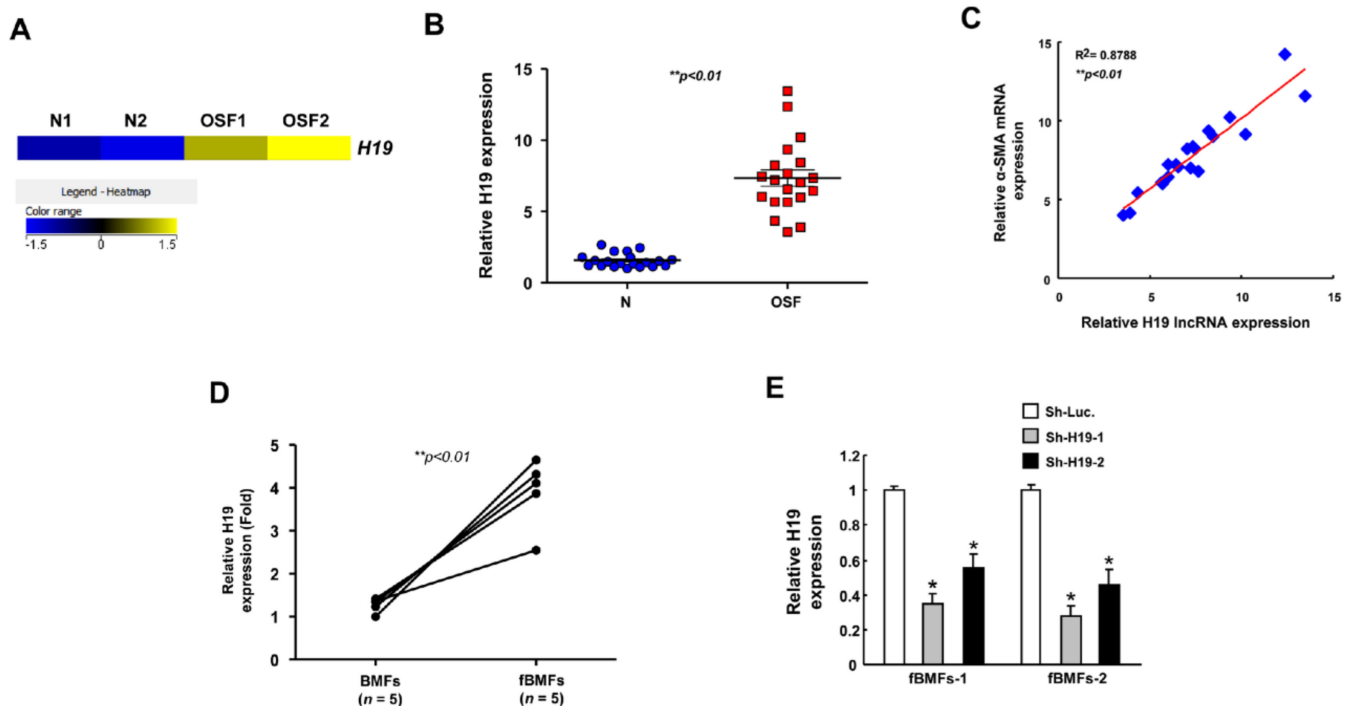 A
N1 N2 OSF1 OSF2
H19
Legend - Heatmap
Color range
-1.5 0 1.5
B
**p<0.01
Relative H19 expression
15
10
5
0
N OSF
C
R2= 0.8788
**p<0.01
Relative α-SMA mRNA
expression
15
10
5
0
0 5 10 15
Relative H19 lncRNA expression
D
**p<0.01
Relative H19
expression (Fold)
5
4
3
2
1
0
BMFs fBMFs
(n = 5) (n = 5)
E
Sh-Luc.
Sh-H19-1
Sh-H19-2
Relative H19
expression
1.2
1
0.8
0.6
0.4
0.2
0
* * * *
fBMFs-1 fBMFs-2